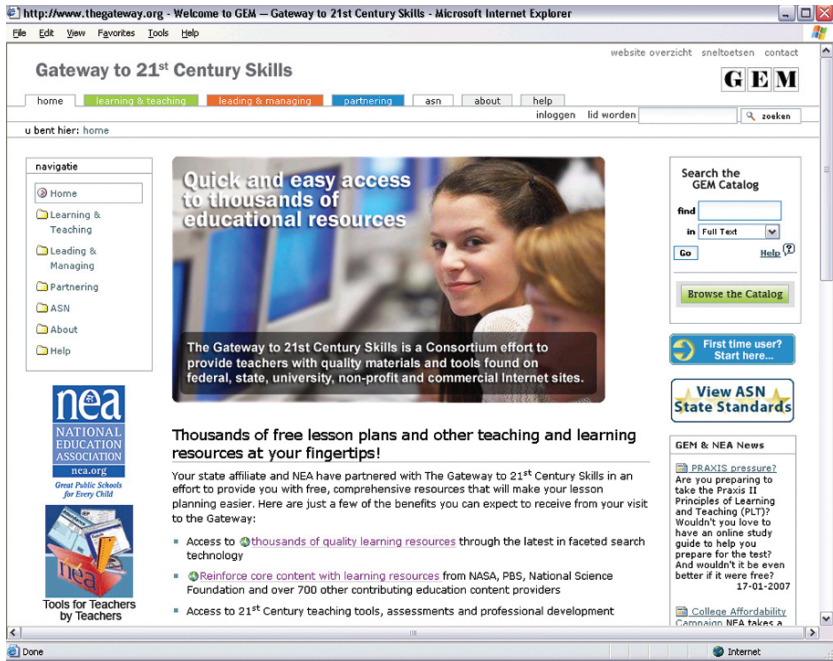 http://www.thegateway.org - Welcome to GEM — Gateway to 21st Century Skills - Microsoft Internet Explorer
File Edit View Favorites Tools Help
website overzicht sneltoetsen contact
Gateway to 21st Century Skills
G E M
home learning & teaching leading & managing partnering asn about help
inloggen lid worden zoeken
u bent hier: home
navigatie
Home
Learning &
Teaching
Leading &
Managing
Partnering
ASN
About
Help
nea
NATIONAL
EDUCATION
ASSOCIATION
nea.org
Great Public Schools
for Every Child
nea
Tools for Teachers
by Teachers
Quick and easy access
to thousands of
educational resources
The Gateway to 21st Century Skills is a Consortium effort to
provide teachers with quality materials and tools found on
federal, state, university, non-profit and commercial Internet sites.
Thousands of free lesson plans and other teaching and learning
resources at your fingertips!
Your state affiliate and NEA have partnered with The Gateway to 21st Century Skills in an
effort to provide you with free, comprehensive resources that will make your lesson
planning easier. Here are just a few of the benefits you can expect to receive from your visit
to the Gateway:
Access to thousands of quality learning resources through the latest in faceted search
technology
Reinforce core content with learning resources from NASA, PBS, National Science
Foundation and over 700 other contributing education content providers
Access to 21st Century teaching tools, assessments and professional development
Search the
GEM Catalog
find
in Full Text
Go Help
Browse the Catalog
First time user?
Start here...
View ASN
State Standards
GEM & NEA News
PRAXIS pressure?
Are you preparing to
take the Praxis II
Principles of Learning
and Teaching (PLT)?
Wouldn't you love to
have an online study
guide to help you
prepare for the test?
And wouldn't it be even
better if it were free?
17-01-2007
College Affordability
Campaign NEA takes a
Done
Internet